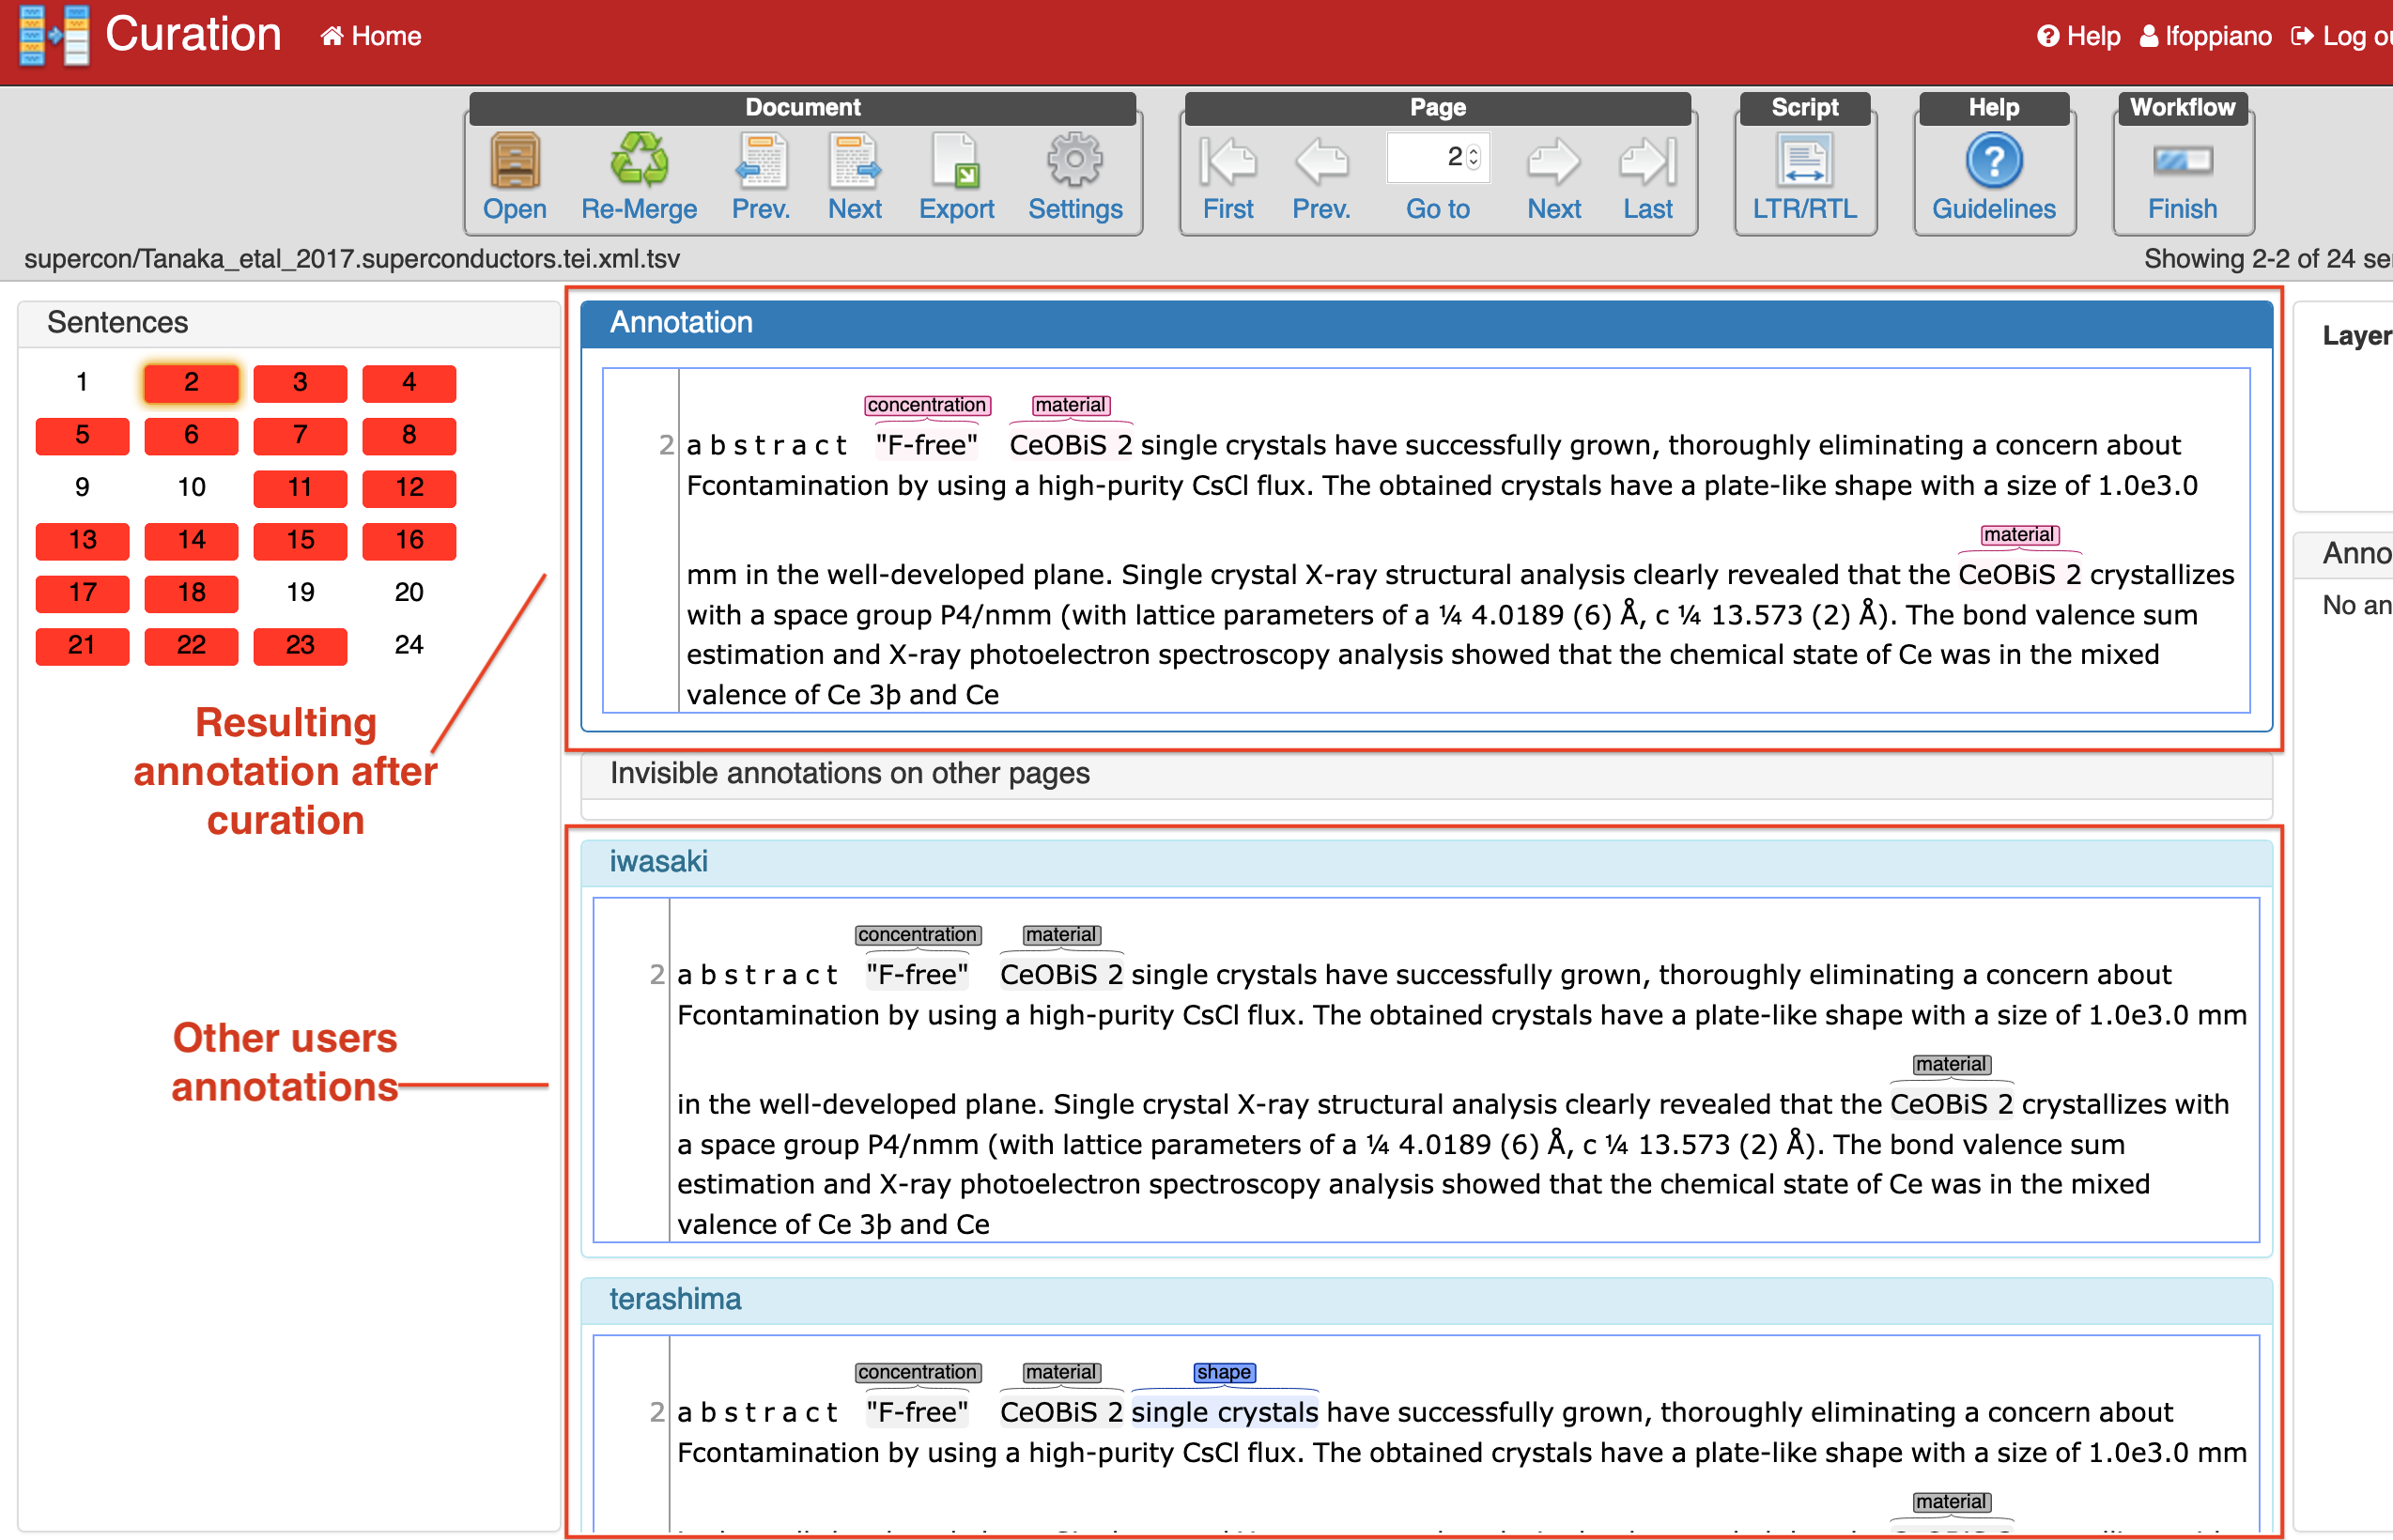 Curation Home Help lfoppiano Log
Document Page Script Help Workflow
2
Open Re-Merge Prev. Next Export Settings First Prev. Go to Next Last LTR/RTL Guidelines Finish
supercon/Tanaka_etal_2017.superconductors.tei.xml.tsv Showing 2-2 of 24
Sentences
1 2 3 4
5 6 7 8
9 10 11 12
13 14 15 16
17 18 19 20
21 22 23 24
Resulting
annotation after
curation
Other users
annotations
Annotation
concentration material
2 a b s t r a c t "F-free" CeOBiS 2 single crystals have successfully grown, thoroughly eliminating a concern about
Fcontamination by using a high-purity CsCl flux. The obtained crystals have a plate-like shape with a size of 1.0e3.0
material
mm in the well-developed plane. Single crystal X-ray structural analysis clearly revealed that the CeOBiS 2 crystallizes
with a space group P4/nmm (with lattice parameters of a ¼ 4.0189 (6) Å, c ¼ 13.573 (2) Å). The bond valence sum
estimation and X-ray photoelectron spectroscopy analysis showed that the chemical state of Ce was in the mixed
valence of Ce 3þ and Ce
Invisible annotations on other pages
iwasaki
concentration material
2 a b s t r a c t "F-free" CeOBiS 2 single crystals have successfully grown, thoroughly eliminating a concern about
Fcontamination by using a high-purity CsCl flux. The obtained crystals have a plate-like shape with a size of 1.0e3.0 mm
material
in the well-developed plane. Single crystal X-ray structural analysis clearly revealed that the CeOBiS 2 crystallizes with
a space group P4/nmm (with lattice parameters of a ¼ 4.0189 (6) Å, c ¼ 13.573 (2) Å). The bond valence sum
estimation and X-ray photoelectron spectroscopy analysis showed that the chemical state of Ce was in the mixed
valence of Ce 3þ and Ce
terashima
concentration material shape
2 a b s t r a c t "F-free" CeOBiS 2 single crystals have successfully grown, thoroughly eliminating a concern about
Fcontamination by using a high-purity CsCl flux. The obtained crystals have a plate-like shape with a size of 1.0e3.0 mm
material
Layer
Anno
No an